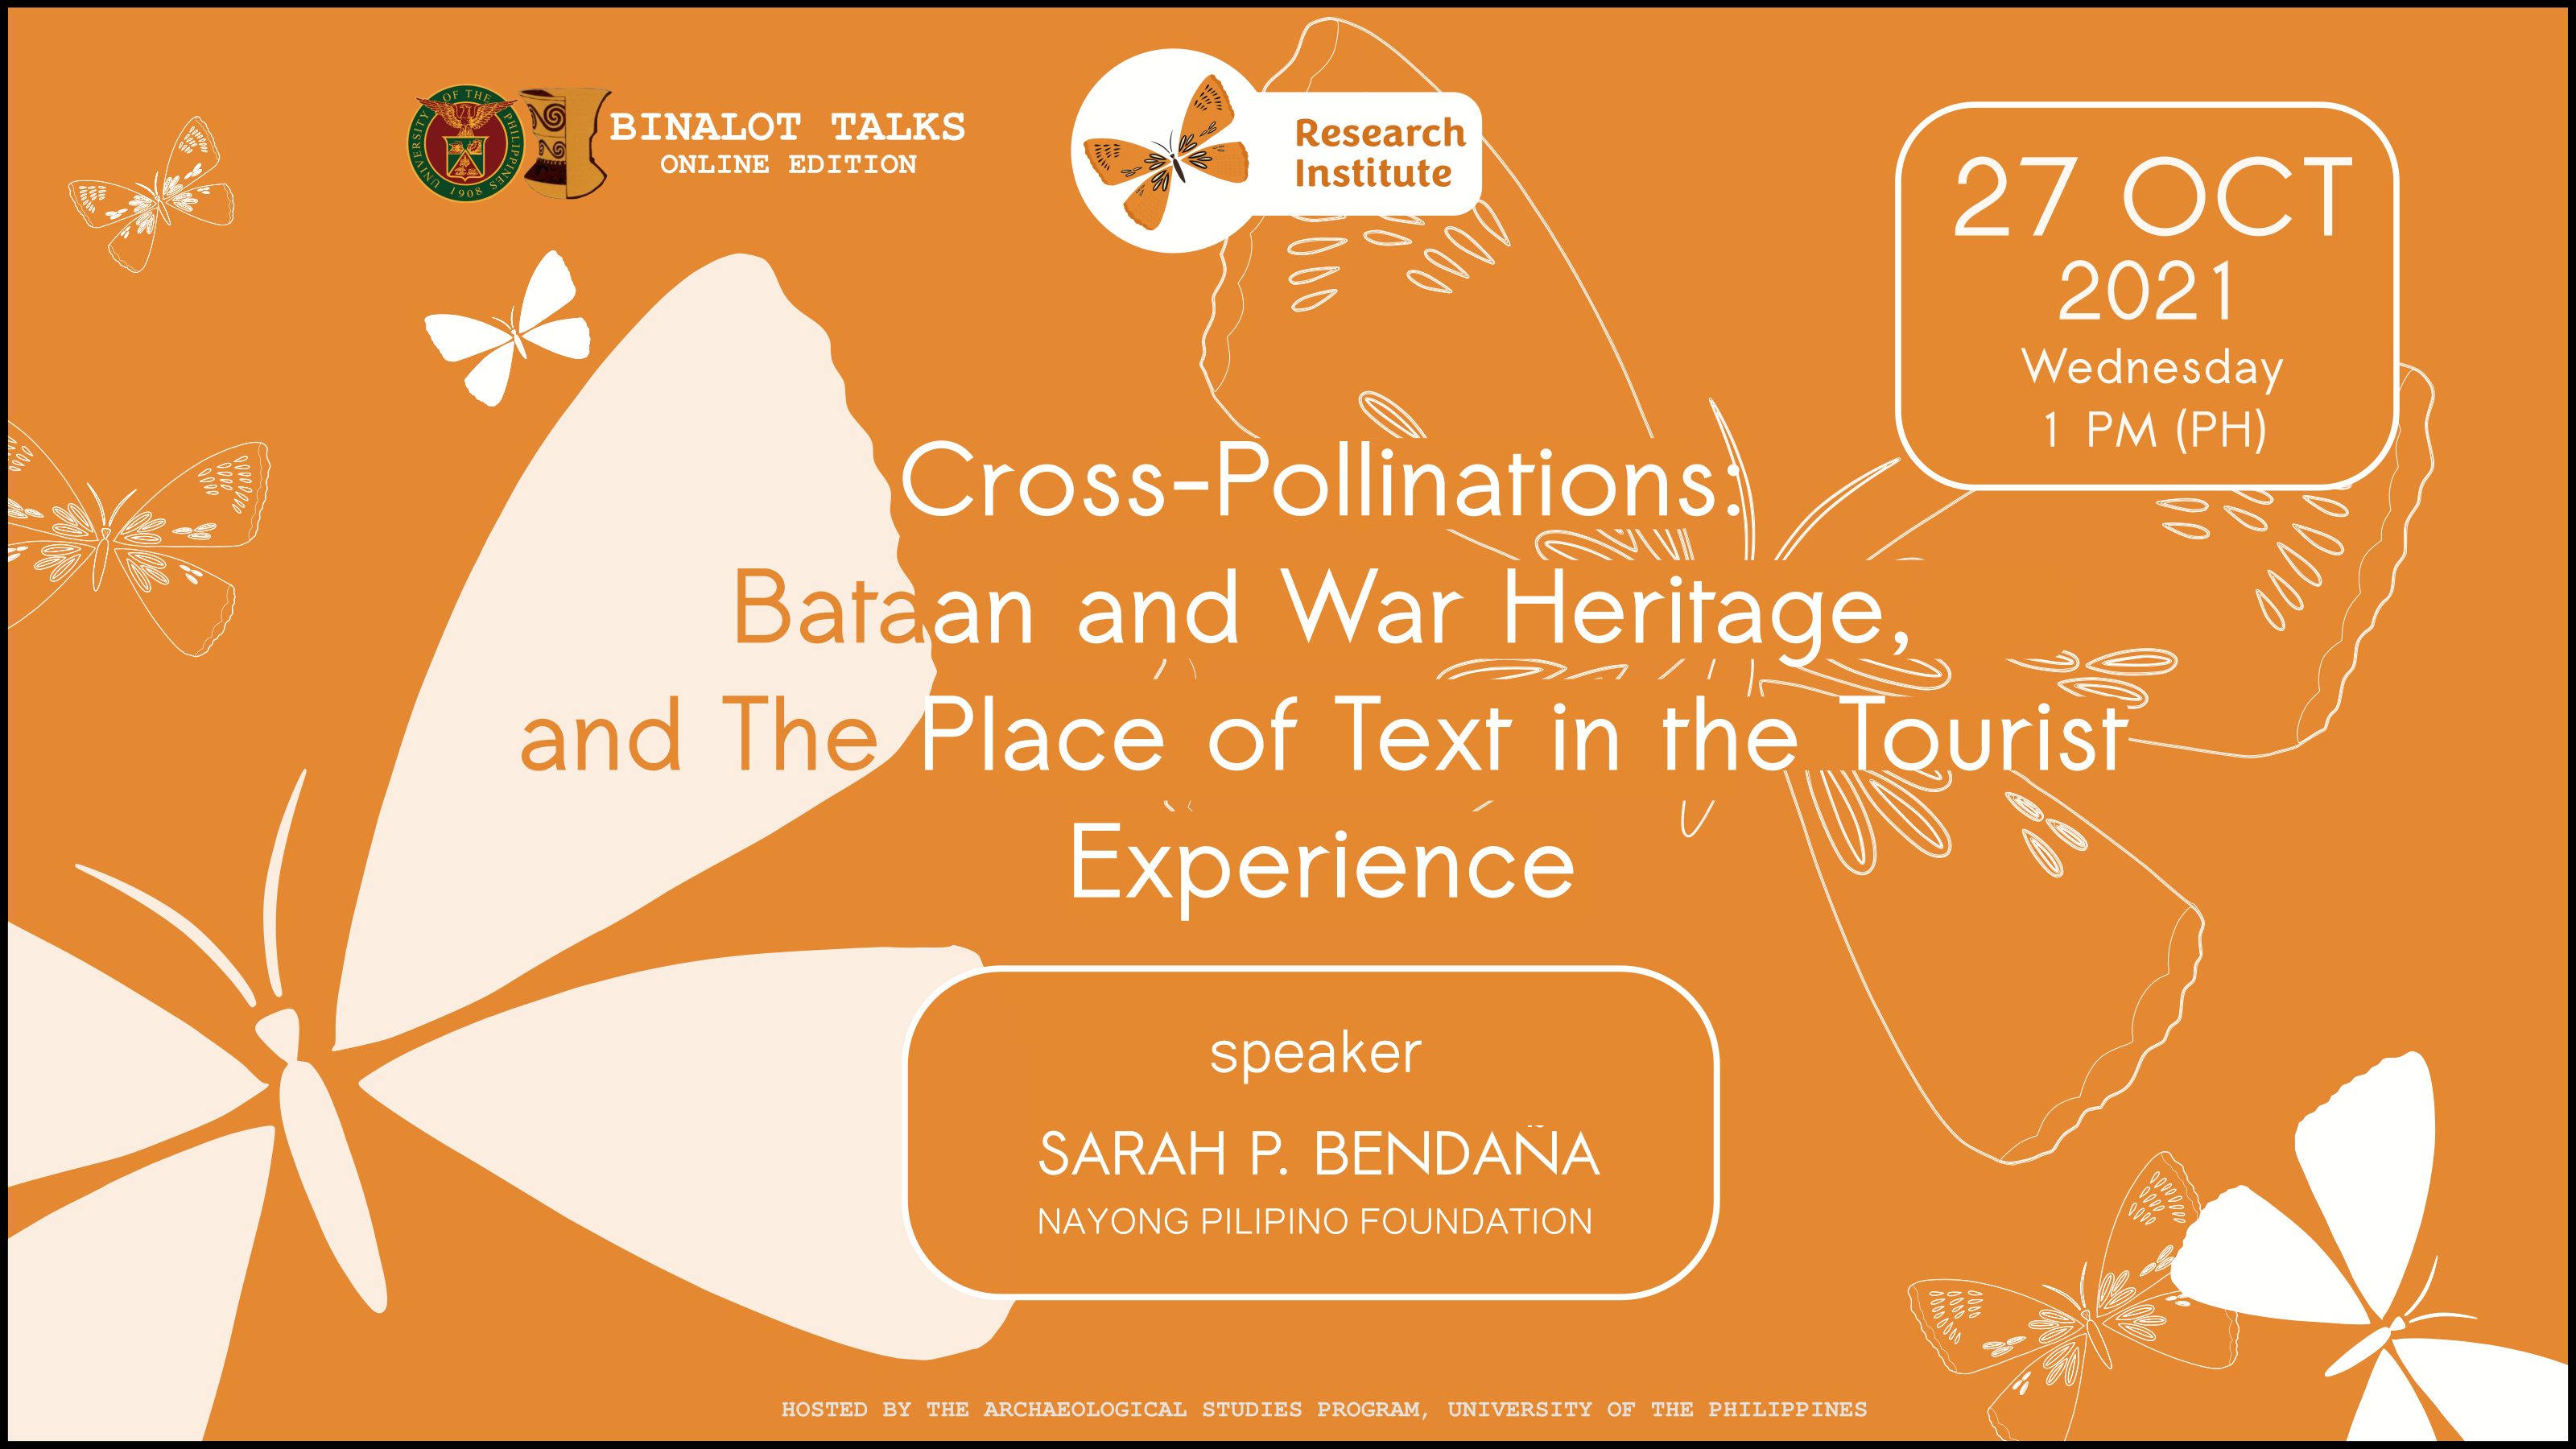 UNIVERSITY OF THE PHILIPPINES
1908
BINALOT TALKS
ONLINE EDITION
Research
Institute
27 OCT
2021
Wednesday
1 PM (PH)
Cross-Pollinations:
Bataan and War Heritage,
and The Place of Text in the Tourist
Experience
speaker
SARAH P. BENDAÑA
NAYONG PILIPINO FOUNDATION
HOSTED BY THE ARCHAEOLOGICAL STUDIES PROGRAM, UNIVERSITY OF THE PHILIPPINES